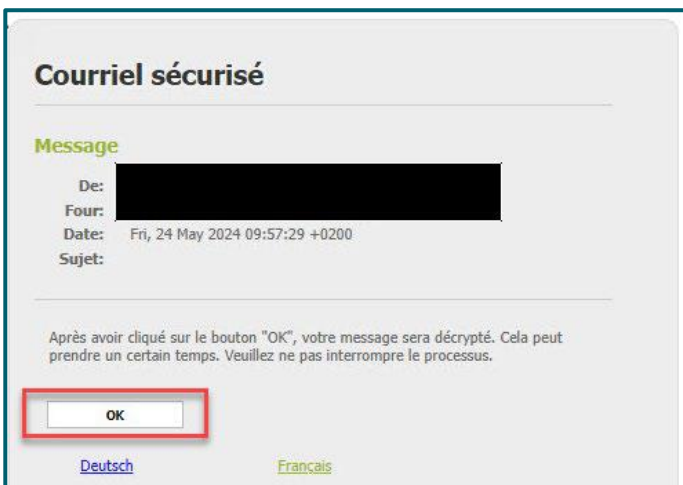 Courriel sécurisé
Message
De:
Four:
Date: Fri, 24 May 2024 09:57:29 +0200
Sujet:
Après avoir cliqué sur le bouton "OK", votre message sera décrypté. Cela peut
prendre un certain temps. Veuillez ne pas interrompre le processus.
OK
Deutsch Français